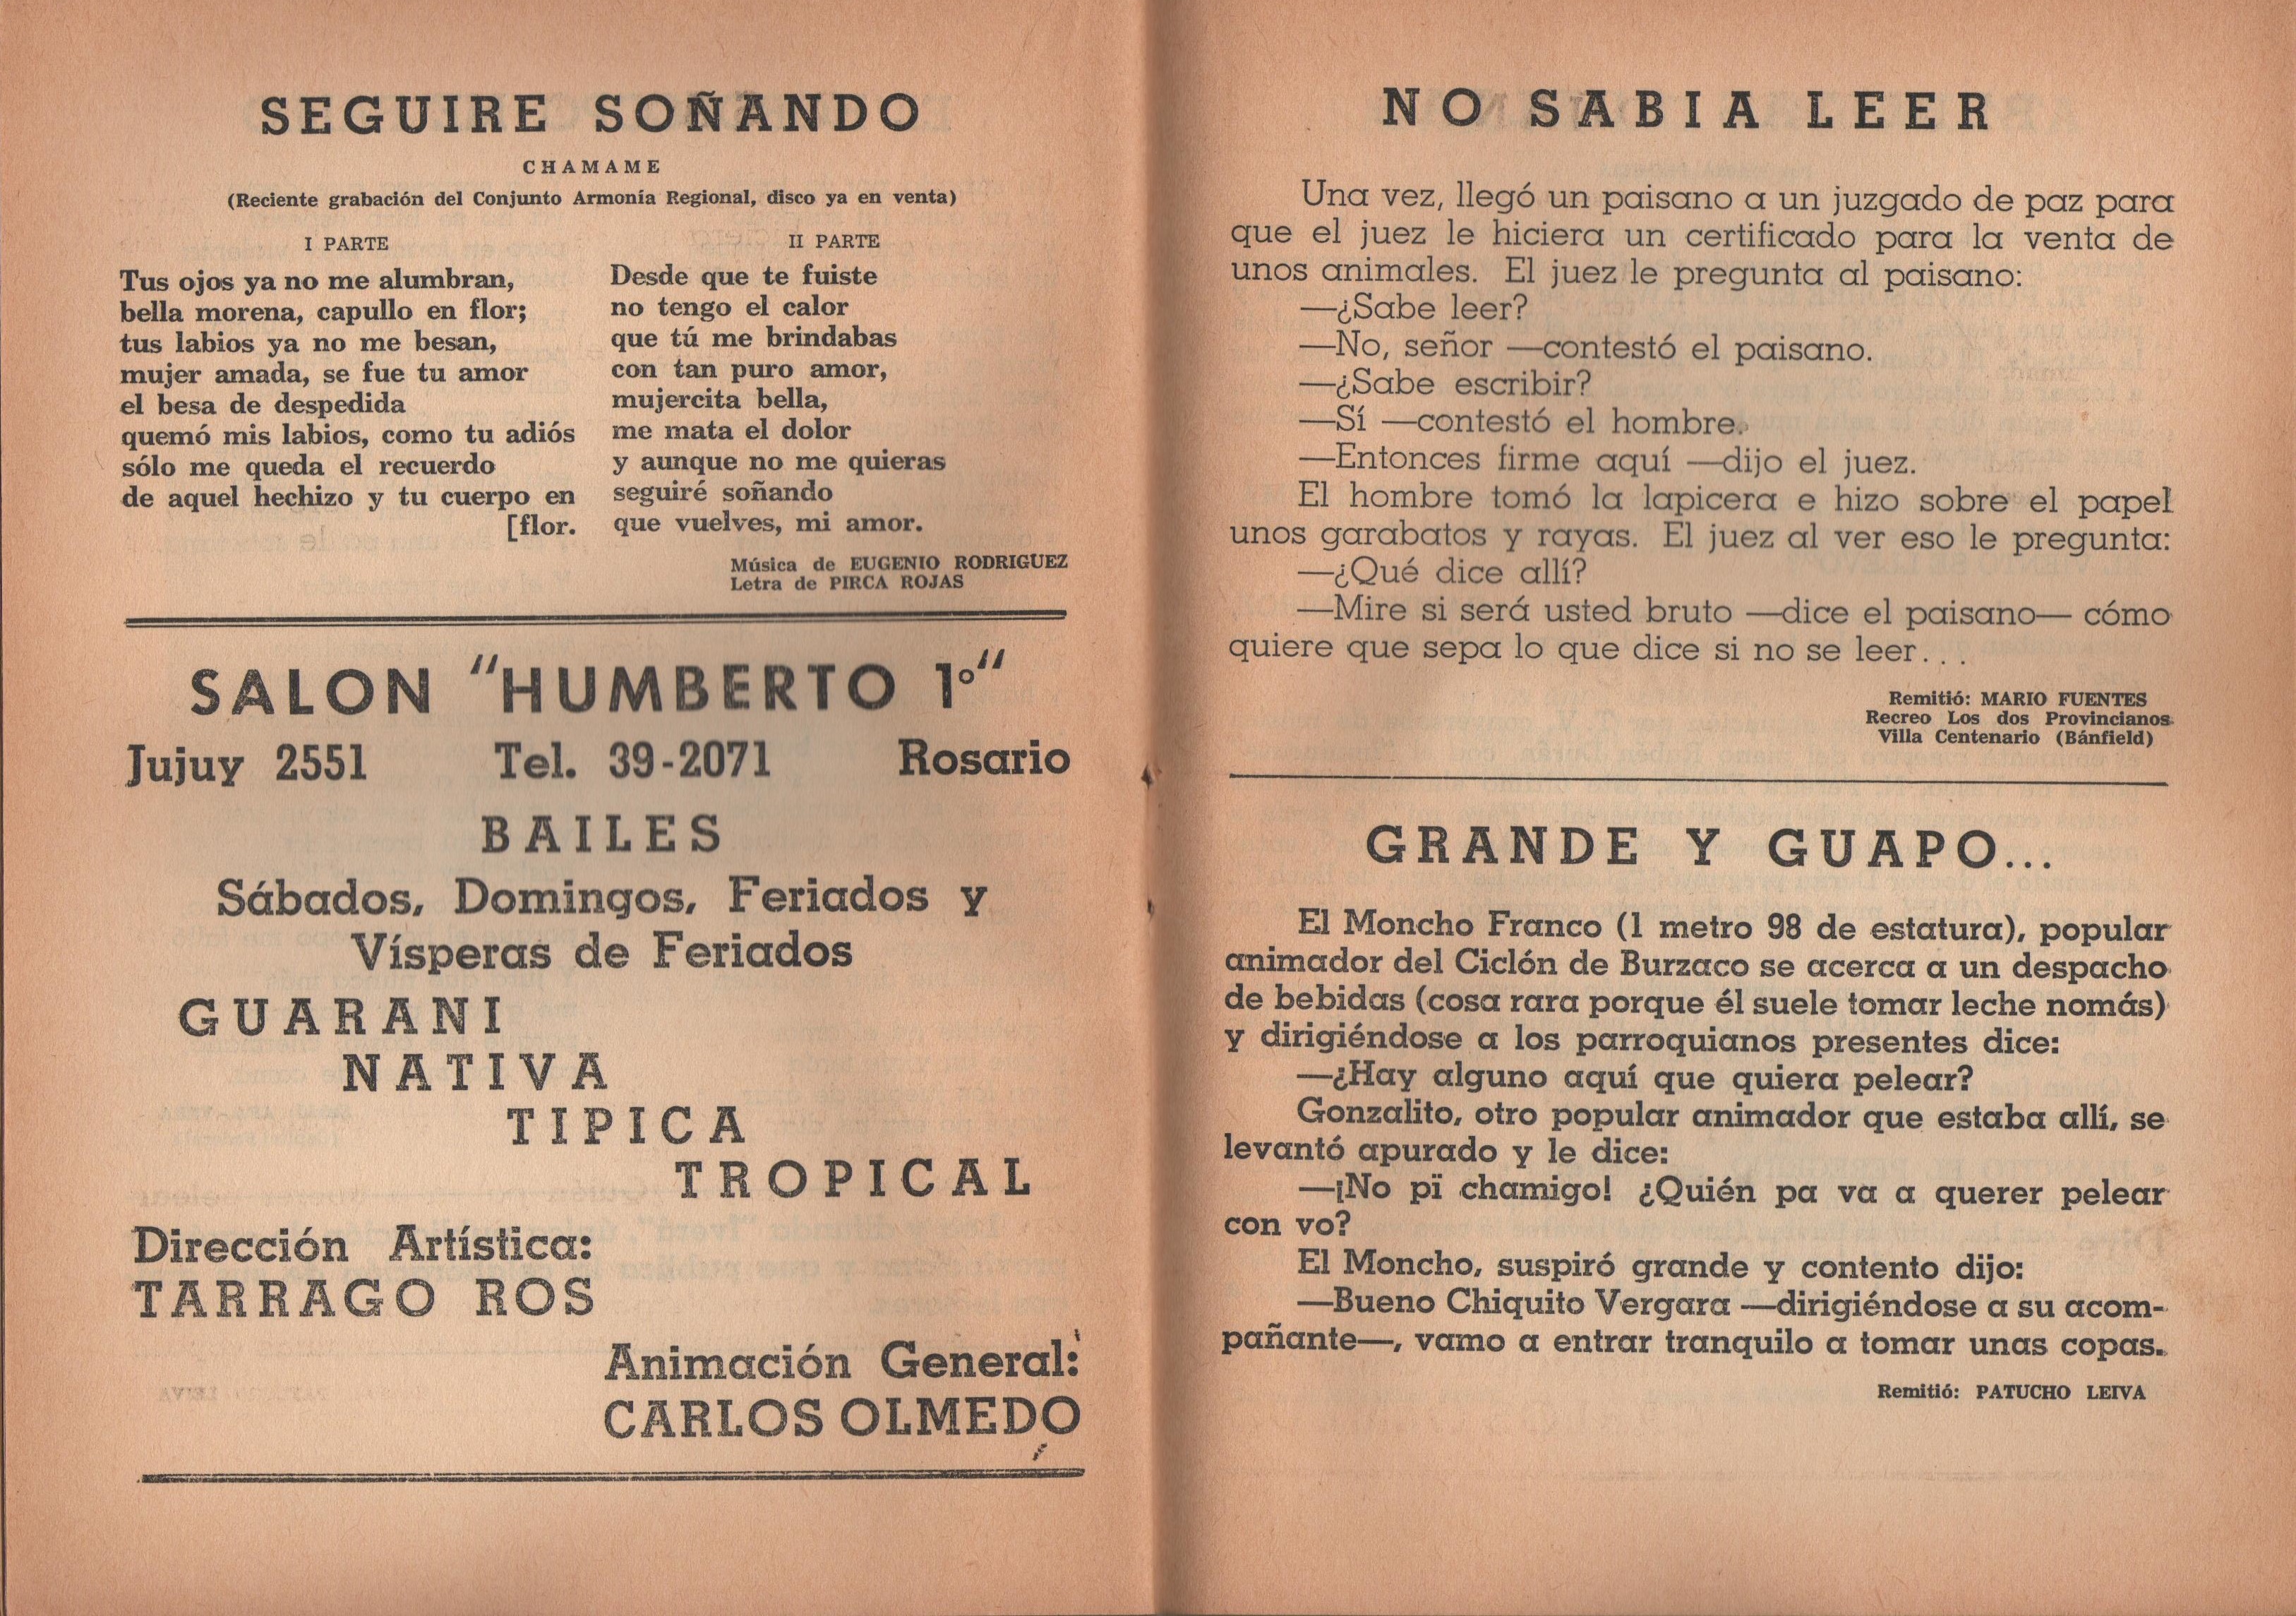 SEGUIRE SOÑANDO
CHAMAME
(Reciente grabación del Conjunto Armonía Regional, disco ya en venta)
I PARTE
Tus ojos ya no me alumbran,
bella morena, capullo en flor;
tus labios ya no me besan,
mujer amada, se fue tu amor
el besa de despedida
quemó mis labios, como tu adiós
sólo me queda el recuerdo
de aquel hechizo y tu cuerpo en
[flor.
II PARTE
Desde que te fuiste
no tengo el calor
que tú me brindabas
con tan puro amor,
mujercita bella,
me mata el dolor
y aunque no me quieras
seguiré soñando
que vuelves, mi amor.
Música de EUGENIO RODRIGUEZ
Letra de PIRCA ROJAS
SALON "HUMBERTO 1º"
Jujuy 2551 Tel. 39-2071 Rosario
BAILES
Sábados, Domingos, Feriados y
Vísperas de Feriados
GUARANI
NATIVA
TIPICA
TROPICAL
Dirección Artística:
TARRAGO ROS
Animación General:
CARLOS OLMEDO
NO SABIA LEER
Una vez, llegó un paisano a un juzgado de paz para
que el juez le hiciera un certificado para la venta de
unos animales. El juez le pregunta al paisano:
—¿Sabe leer?
—No, señor —contestó el paisano.
—¿Sabe escribir?
—Sí —contestó el hombre.
—Entonces firme aquí —dijo el juez.
El hombre tomó la lapicera e hizo sobre el papel
unos garabatos y rayas. El juez al ver eso le pregunta:
—¿Qué dice allí?
—Mire si será usted bruto —dice el paisano— cómo
quiere que sepa lo que dice si no se leer...
Remitió: MARIO FUENTES
Recreo Los dos Provincianos
Villa Centenario (Bánfield)
GRANDE Y GUAPO...
El Moncho Franco (1 metro 98 de estatura), popular
animador del Ciclón de Burzaco se acerca a un despacho
de bebidas (cosa rara porque él suele tomar leche nomás)
y dirigiéndose a los parroquianos presentes dice:
—¿Hay alguno aquí que quiera pelear?
Gonzalito, otro popular animador que estaba allí, se
levantó apurado y le dice:
—¡No pï chamigo! ¿Quién pa va a querer pelear
con vo?
El Moncho, suspiró grande y contento dijo:
—Bueno Chiquito Vergara —dirigiéndose a su acom-
pañante—, vamo a entrar tranquilo a tomar unas copas.
Remitió: PATUCHO LEIVA